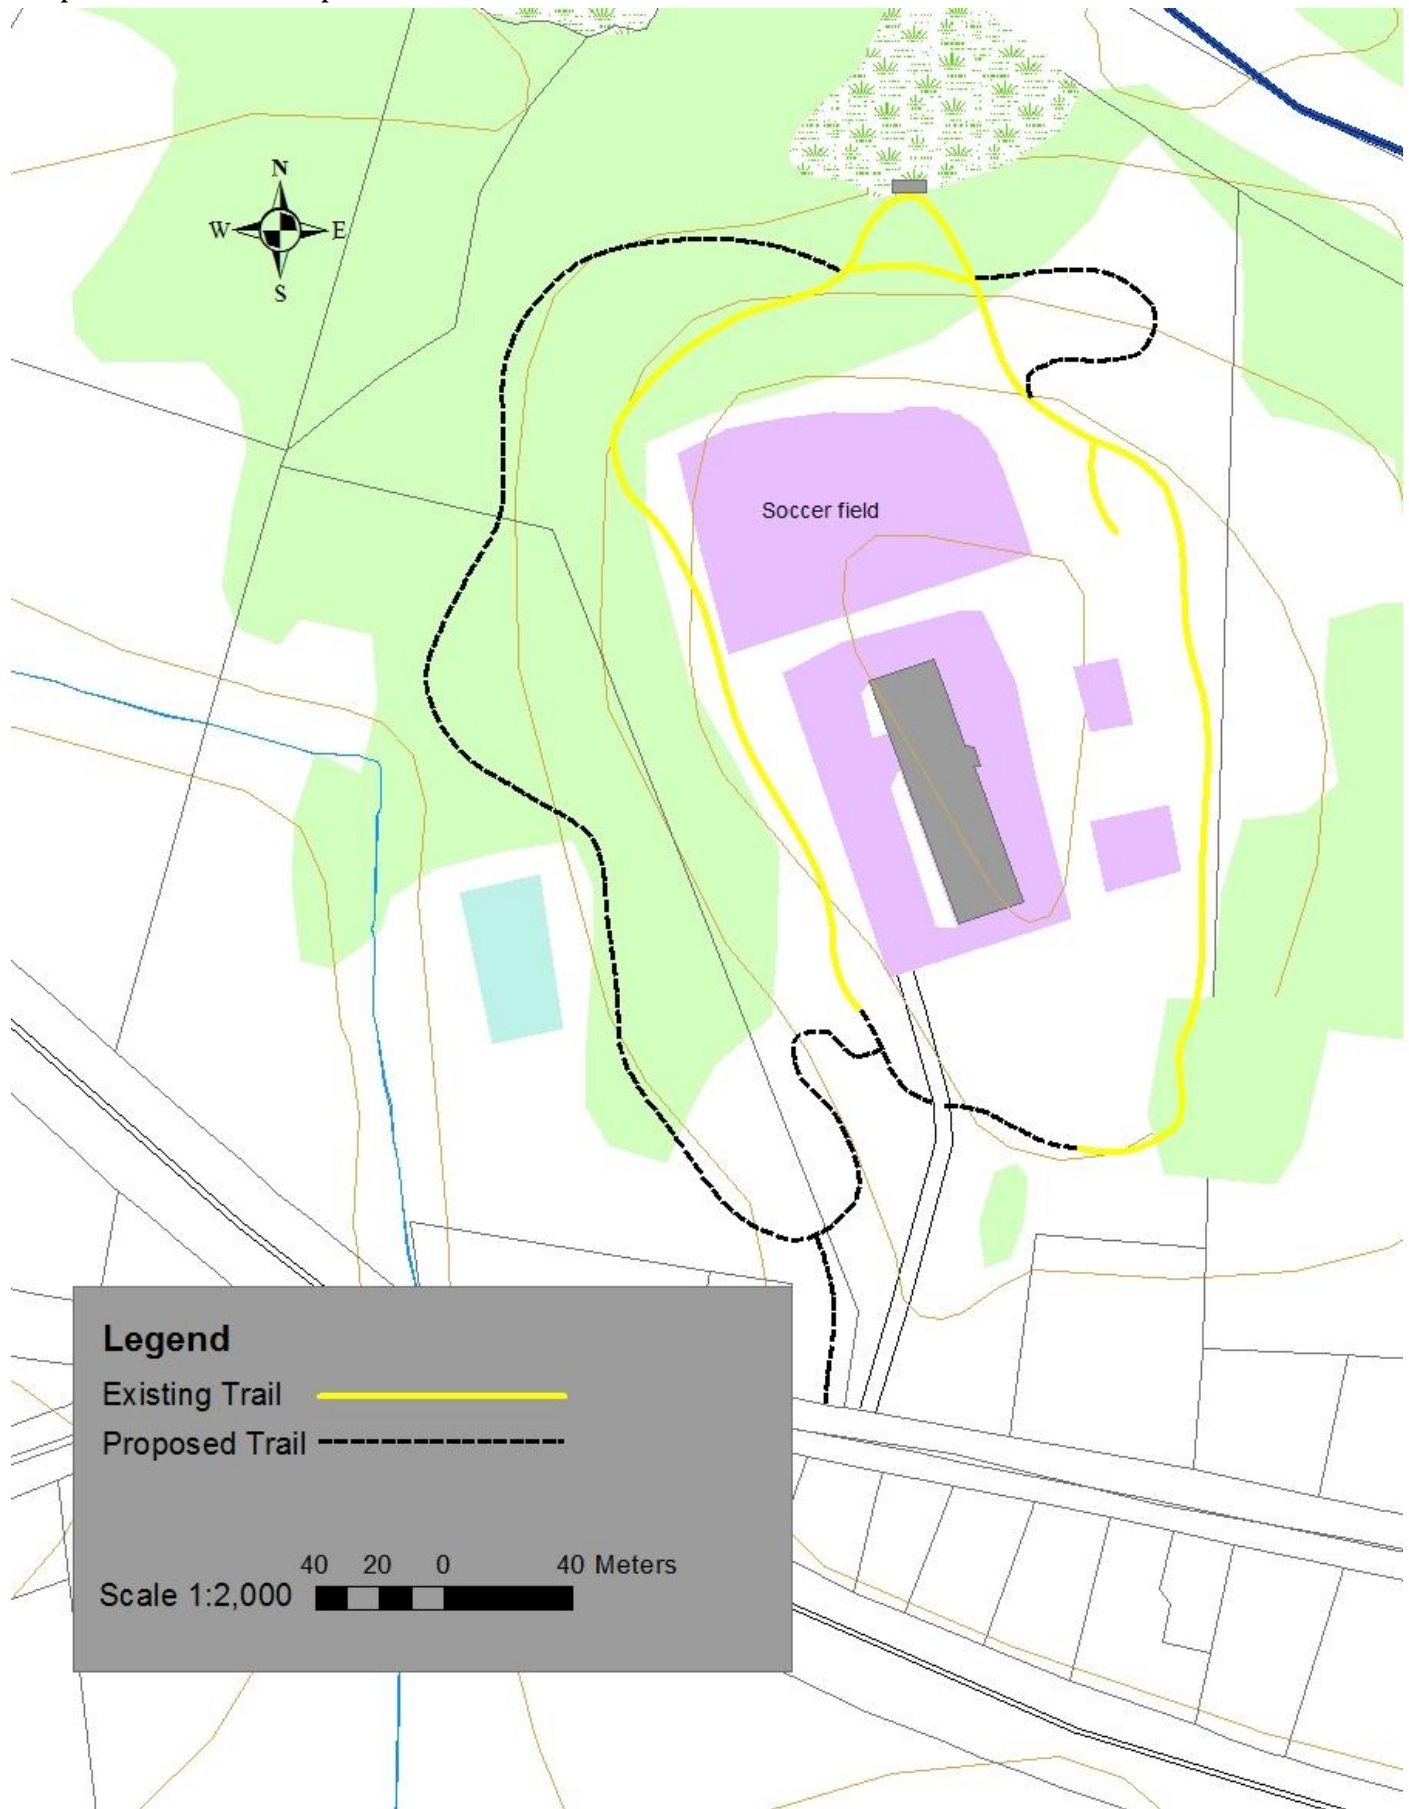 N
W E
S
Soccer field
Legend
Existing Trail
Proposed Trail
40 20 0 40 Meters
Scale 1:2,000